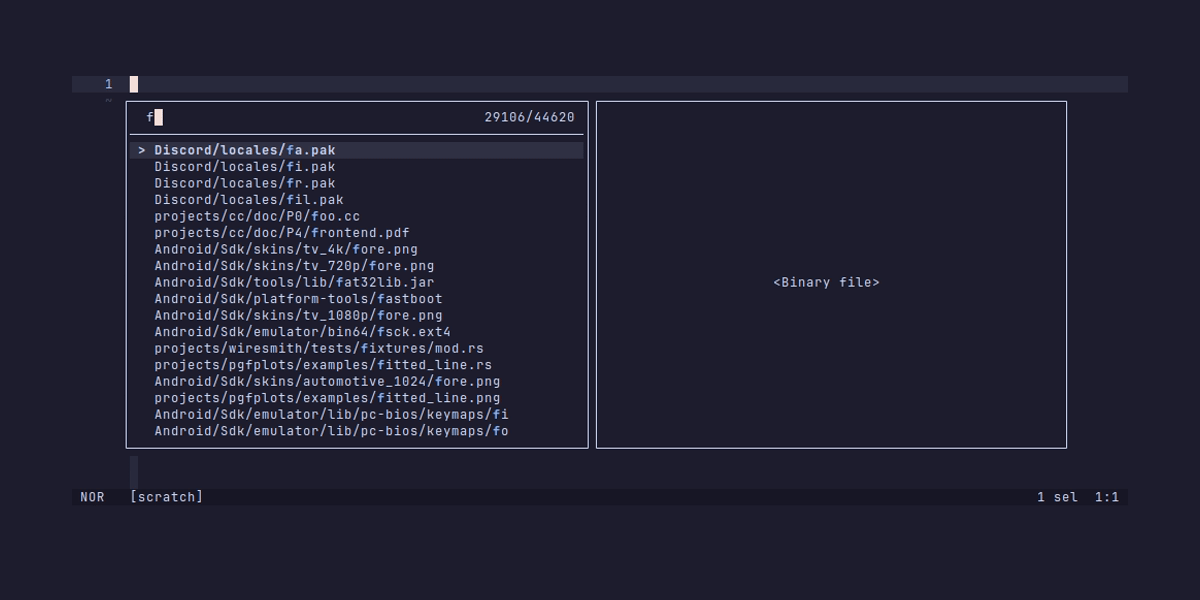 1
~
f 29106/44620
> Discord/locales/fa.pak
Discord/locales/fi.pak
Discord/locales/fr.pak
Discord/locales/fil.pak
projects/cc/doc/P0/foo.cc
projects/cc/doc/P4/frontend.pdf
Android/Sdk/skins/tv_4k/fore.png
Android/Sdk/skins/tv_720p/fore.png
Android/Sdk/tools/lib/fat32lib.jar
Android/Sdk/platform-tools/fastboot
Android/Sdk/skins/tv_1080p/fore.png
Android/Sdk/emulator/bin64/fsck.ext4
projects/wiresmith/tests/fixtures/mod.rs
projects/pgfplots/examples/fitted_line.rs
Android/Sdk/skins/automotive_1024/fore.png
projects/pgfplots/examples/fitted_line.png
Android/Sdk/emulator/lib/pc-bios/keymaps/fi
Android/Sdk/emulator/lib/pc-bios/keymaps/fo
<Binary file>
NOR [scratch] 1 sel 1:1